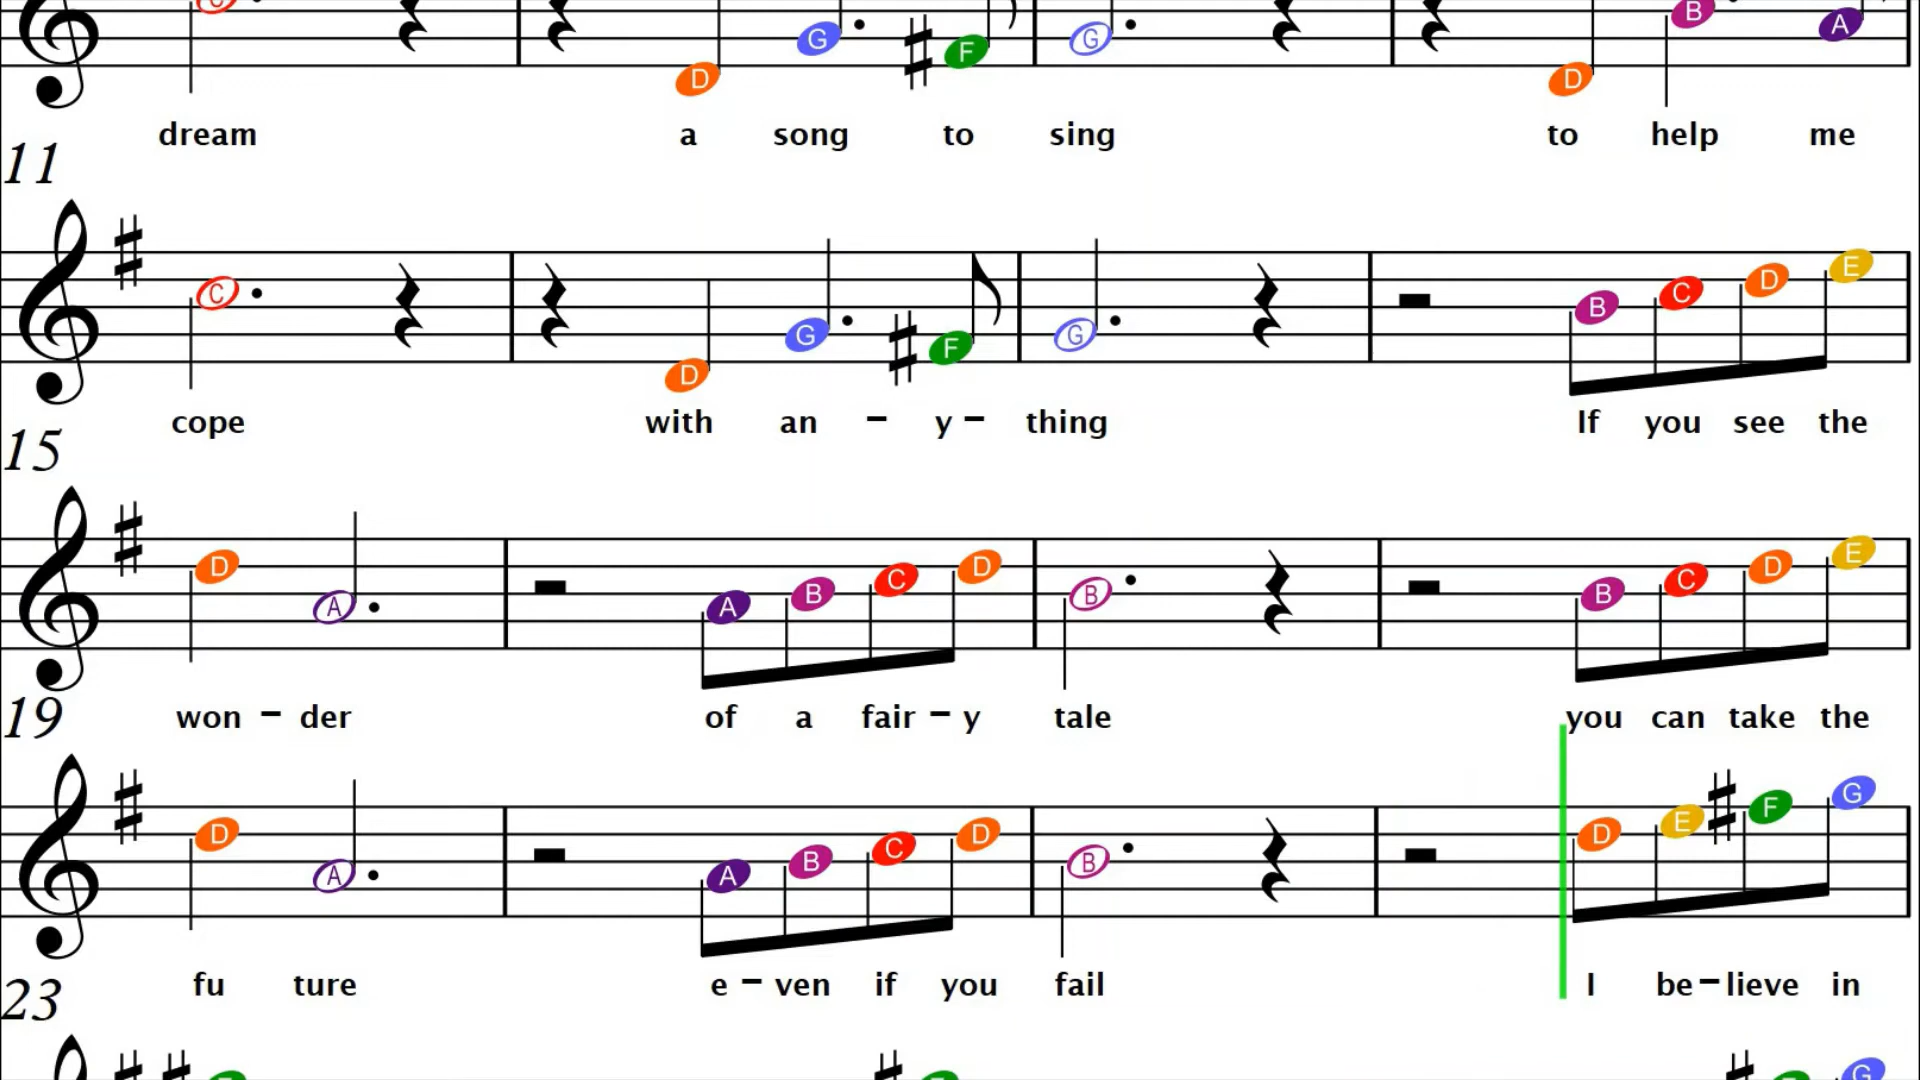 C G F G B A
D D
dream a song to sing to help me
11
C D G F G B C D E
cope with an - y - thing If you see the
15
D A A B C D B B C D E
won - der of a fair - y tale you can take the
19
D A A B C D B D E F G
fu ture e - ven if you fail I be - lieve in
23
G